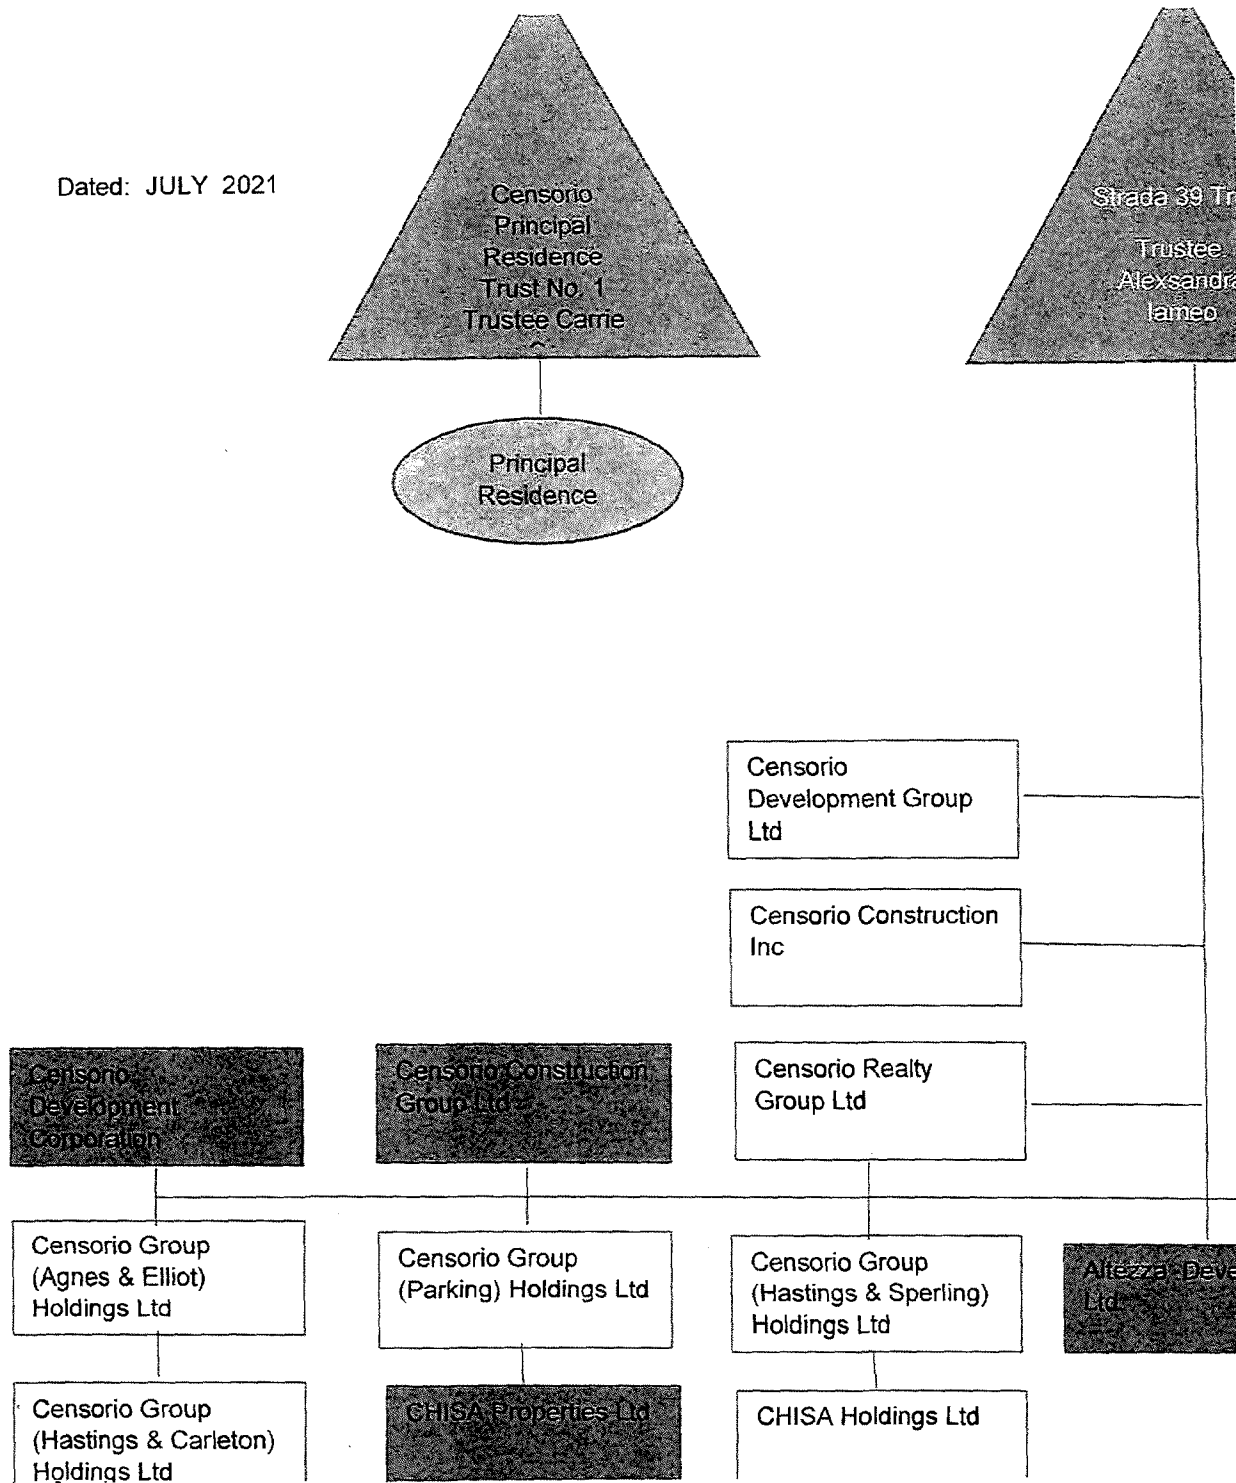 Dated: JULY 2021
Censorio
Principal
Residence
Trust No. 1
Trustee Carrie
Strada 39
Trustee
Alexsandra
Iameo
Principal
Residence
Censorio
Development Group
Ltd
Censorio Construction
Inc
Censorio
Development
Corporation
Censorio Construction
Group Ltd
Censorio Realty
Group Ltd
Censorio Group
(Agnes & Elliot)
Holdings Ltd
Censorio Group
(Parking) Holdings Ltd
Censorio Group
(Hastings & Sperling)
Holdings Ltd
Altezza
Ltd
Censorio Group
(Hastings & Carleton)
Holdings Ltd
CHISA Properties Ltd
CHISA Holdings Ltd